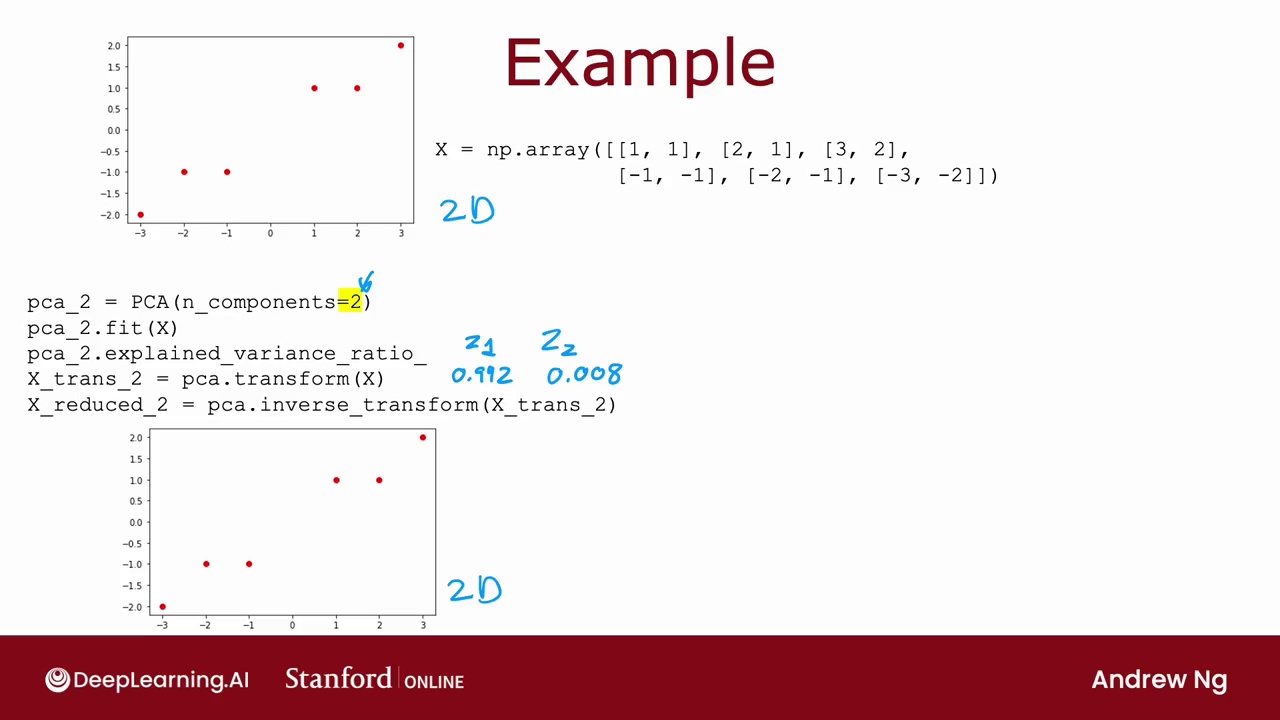 Example
2.0
1.5
1.0
0.5
0.0
−0.5
−1.0
−1.5
−2.0
−3 −2 −1 0 1 2 3
X = np.array([[1, 1], [2, 1], [3, 2],
[-1, -1], [-2, -1], [-3, -2]])
2D
pca_2 = PCA(n_components=2)
pca_2.fit(X)
pca_2.explained_variance_ratio_
z1 z2
0.992 0.008
X_trans_2 = pca.transform(X)
X_reduced_2 = pca.inverse_transform(X_trans_2)
2.0
1.5
1.0
0.5
0.0
−0.5
−1.0
−1.5
−2.0
−3 −2 −1 0 1 2 3
2D
DeepLearning.AI Stanford ONLINE Andrew Ng